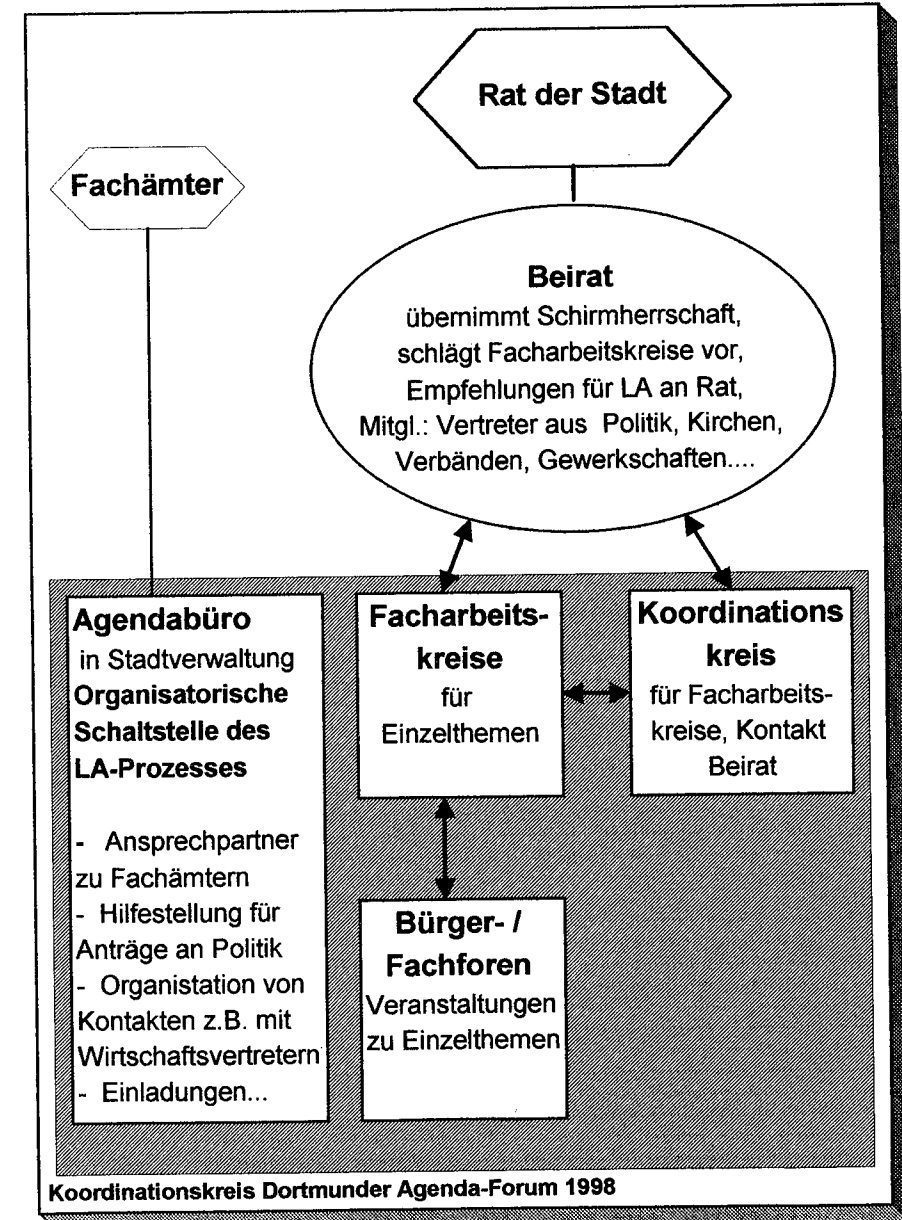 Rat der Stadt
Fachämter
Beirat
übernimmt Schirmherrschaft,
schlägt Facharbeitskreise vor,
Empfehlungen für LA an Rat,
Mitgl.: Vertreter aus Politik, Kirchen,
Verbänden, Gewerkschaften....
Agendabüro
in Stadtverwaltung
Organisatorische
Schaltstelle des
LA-Prozesses
- Ansprechpartner
zu Fachämtern
- Hilfestellung für
Anträge an Politik
- Organistation von
Kontakten z.B. mit
Wirtschaftsvertretern
- Einladungen...
Facharbeits-
kreise
für
Einzelthemen
Koordinations
kreis
für Facharbeits-
kreise, Kontakt
Beirat
Bürger- /
Fachforen
Veranstaltungen
zu Einzelthemen
Koordinationskreis Dortmunder Agenda-Forum 1998